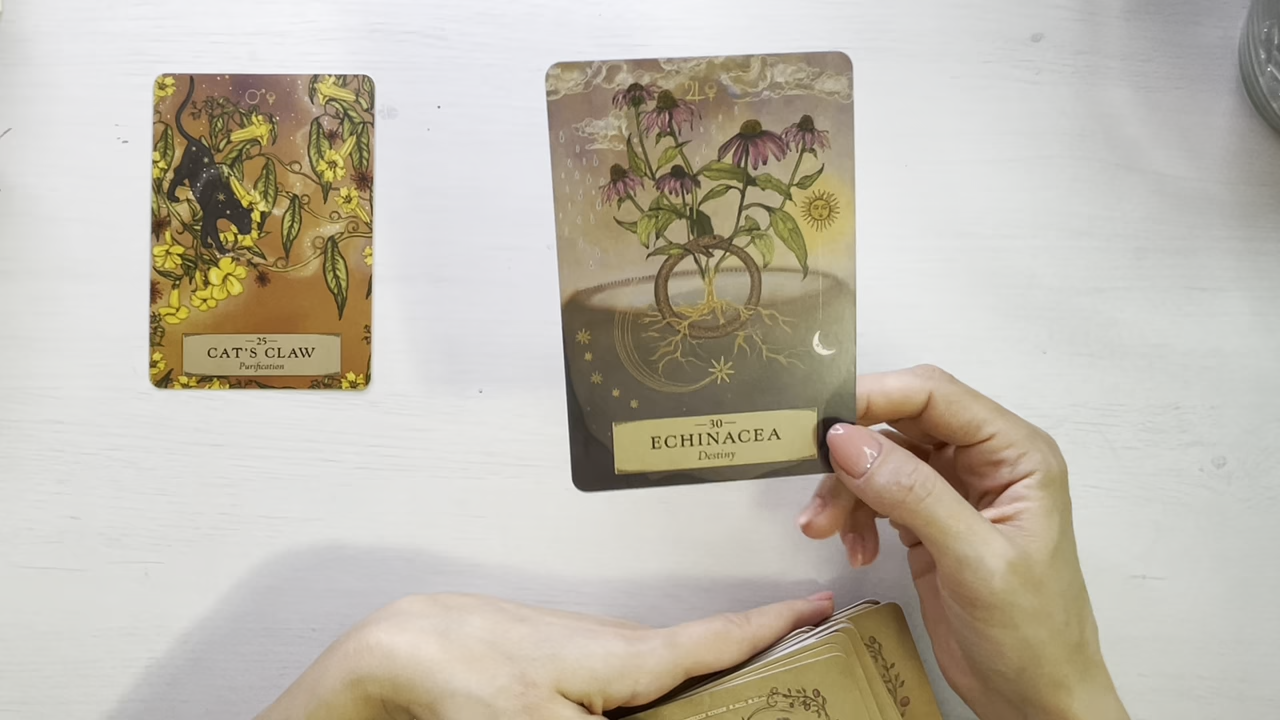 —25—
CAT'S CLAW
Purification
—30—
ECHINACEA
Destiny